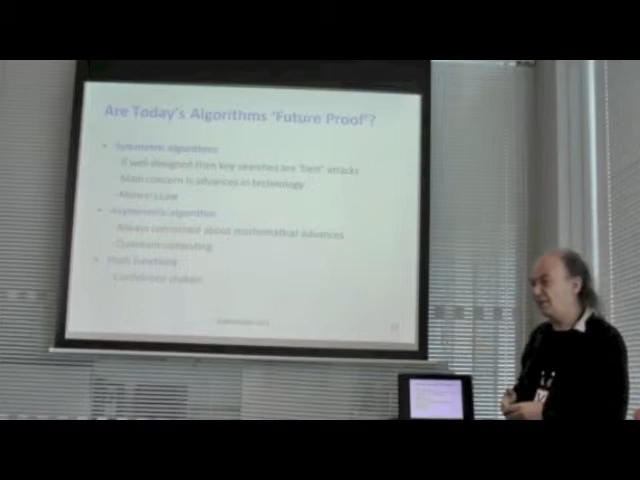 Are Today's Algorithms 'Future Proof'?
• Symmetric algorithms
If well designed then key searches are 'best' attacks
Main concern is advances in technology
-Moore's Law
• Asymmetric algorithm
Always concerned about mathematical advances
-Quantum computing
• Hash functions
Confidence shaken